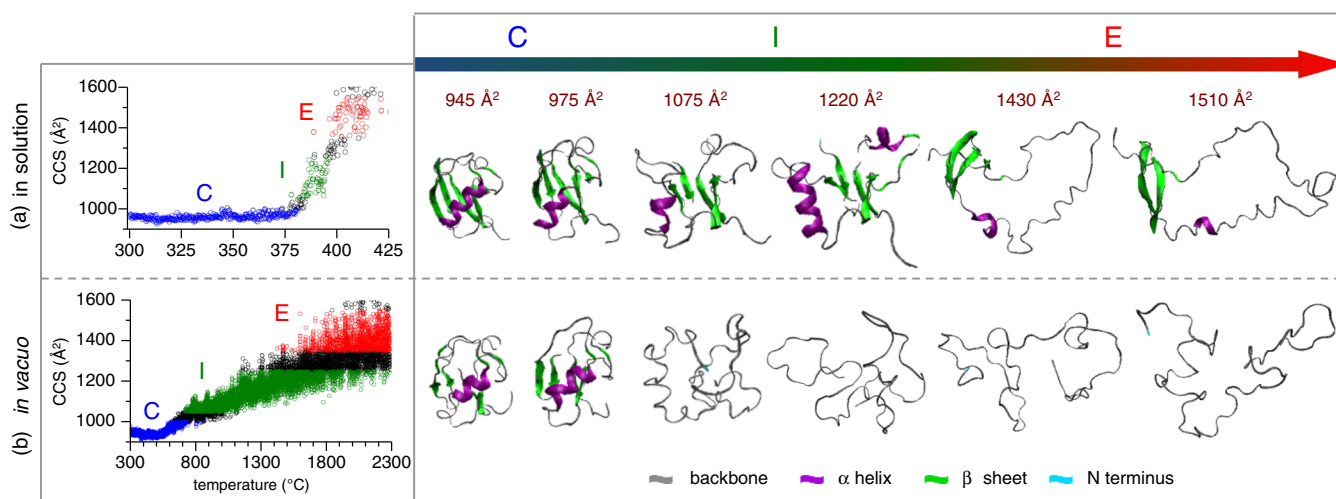 C I E
945 Å² 975 Å² 1075 Å² 1220 Å² 1430 Å² 1510 Å²
(a) in solution
CCS (Å²)
1600
1400
1200
1000
C I E
300 325 350 375 400 425
(b) in vacuo
CCS (Å²)
1600
1400
1200
1000
C I E
300 800 1300 1800 2300
temperature (°C)
backbone α helix β sheet N terminus